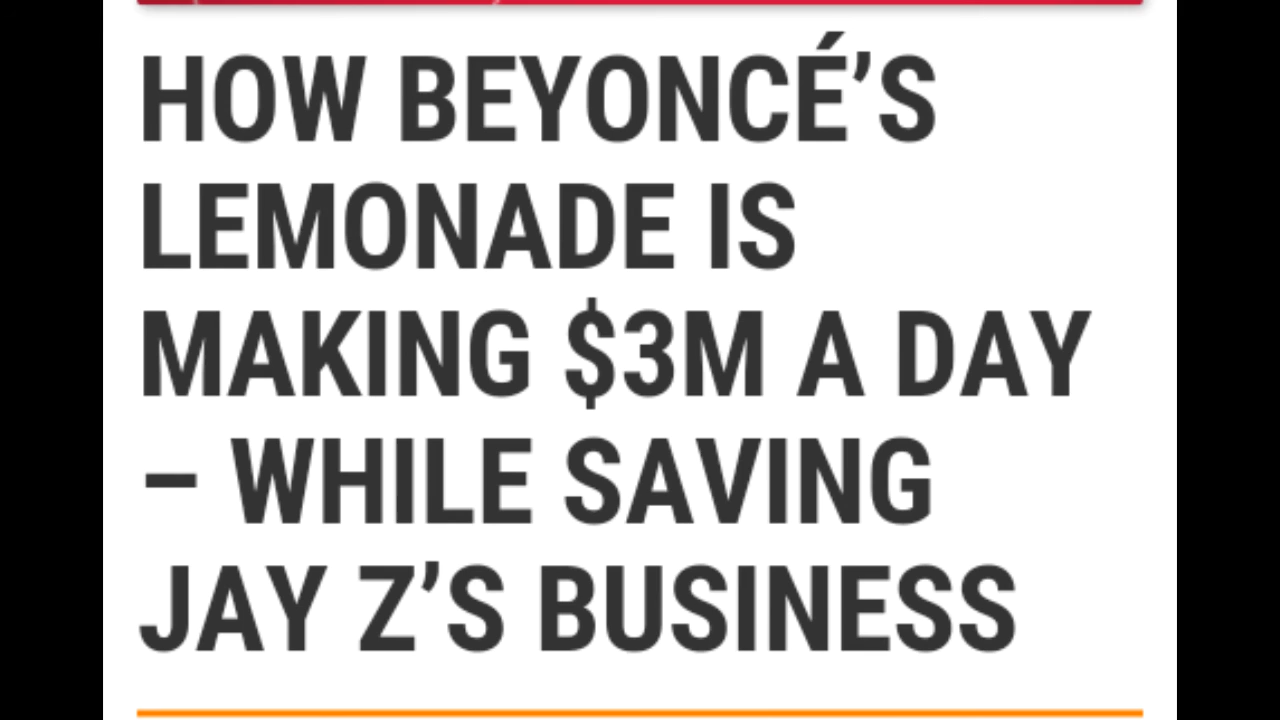 HOW BEYONCÉ’S
LEMONADE IS
MAKING $3M A DAY
– WHILE SAVING
JAY Z’S BUSINESS